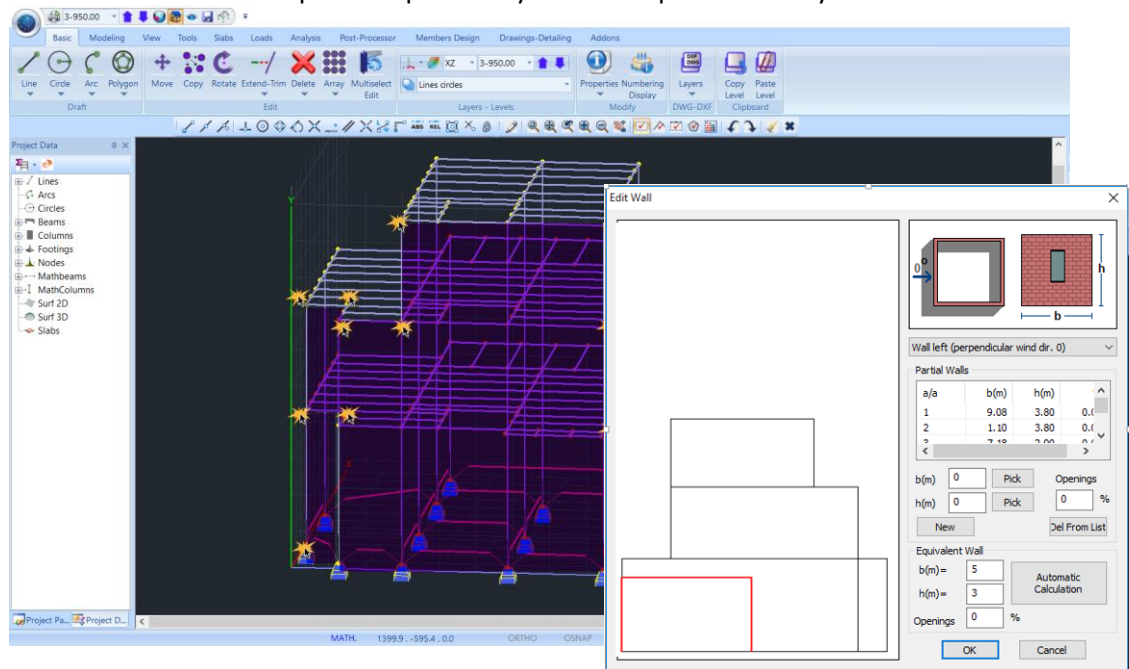 3-950.00
Basic Modeling View Tools Slabs Loads Analysis Post-Processor Members Design Drawings-Detailing Addons
XZ 3-950.00
Line Circle Arc Polygon Move Copy Rotate Extend-Trim Delete Array Multiselect Edit
Lines circles
Properties Numbering Display Layers Copy Level Paste Level
Draft Edit Layers - Levels Modify DWG-DXF Clipboard
ABS REL
Project Data
Lines
Arcs
Circles
Beams
Columns
Footings
Nodes
Mathbeams
MathColumns
Surf 2D
Surf 3D
Slabs
Y
X
Project Pa... Project D...
MATH. 1399.9 . -595.4 . 0.0 ORTHO OSNAP
Edit Wall
0°
h
b
Wall left (perpendicular wind dir. 0)
Partial Walls
a/a b(m) h(m)
1 9.08 3.80
2 1.10 3.80
b(m) 0 Pick Openings
h(m) 0 Pick 0 %
New Del From List
Equivalent Wall
b(m)= 5
h(m)= 3
Automatic Calculation
Openings 0 %
OK Cancel